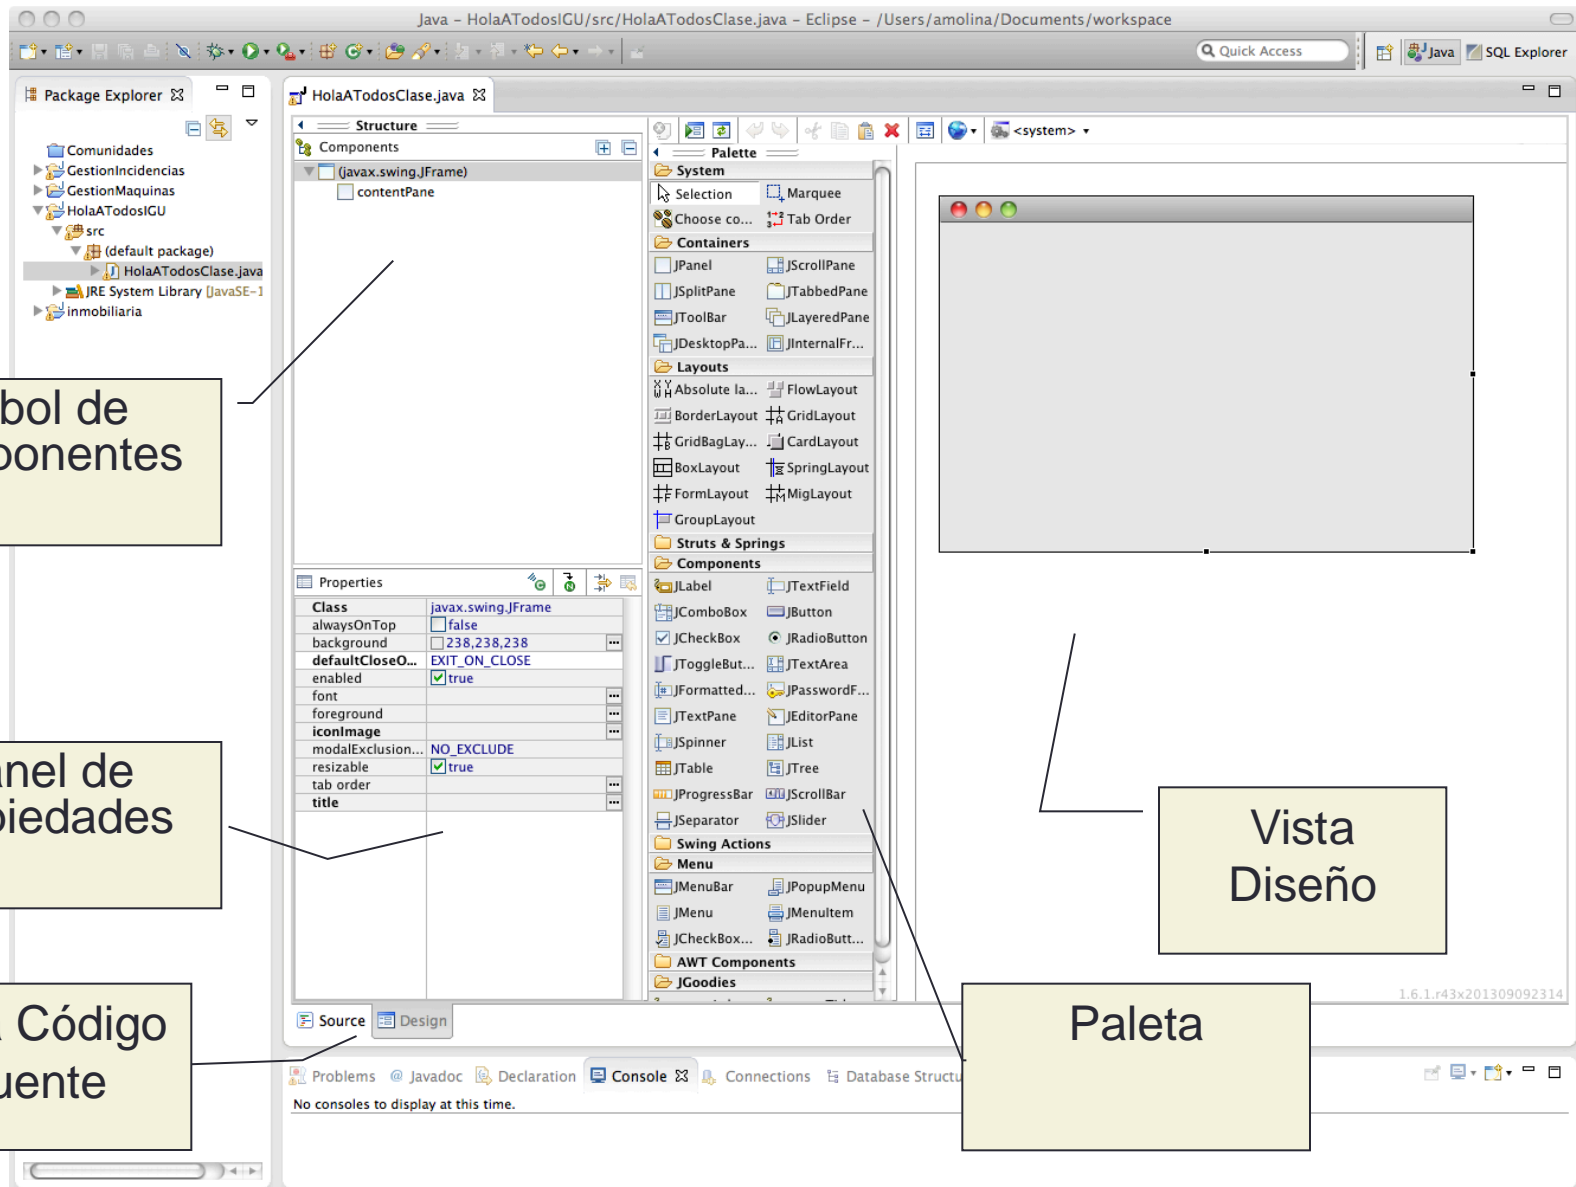 Java – HolaATodosIGU/src/HolaATodosClase.java – Eclipse – /Users/amolina/Documents/workspace
Quick Access
Java
SQL Explorer
Package Explorer
Comunidades
GestionIncidencias
GestionMaquinas
HolaATodosIGU
src
(default package)
HolaATodosClase.java
JRE System Library [JavaSE-1
inmobiliaria
HolaATodosClase.java
Structure
Components
(javax.swing.JFrame)
contentPane
Properties
Class javax.swing.JFrame
alwaysOnTop false
background 238,238,238
defaultCloseO... EXIT_ON_CLOSE
enabled true
font
foreground
iconImage
modalExclusion... NO_EXCLUDE
resizable true
tab order
title
<system>
Palette
System
Selection Marquee
Choose co... Tab Order
Containers
JPanel JScrollPane
JSplitPane JTabbedPane
JToolBar JLayeredPane
JDesktopPa... JInternalFr...
Layouts
Absolute la... FlowLayout
BorderLayout GridLayout
GridBagLay... CardLayout
BoxLayout SpringLayout
FormLayout MigLayout
GroupLayout
Struts & Springs
Components
JLabel JTextField
JComboBox JButton
JCheckBox JRadioButton
JToggleBut... JTextArea
JFormatted... JPasswordF...
JTextPane JEditorPane
JSpinner JList
JTable JTree
JProgressBar JScrollBar
JSeparator JSlider
Swing Actions
Menu
JMenuBar JPopupMenu
JMenu JMenuItem
JCheckBox... JRadioButt...
AWT Components
JGoodies
1.6.1.r43x201309092314
Source Design
Problems @ Javadoc Declaration Console Connections Database Structu
No consoles to display at this time.
bol de
ponentes
anel de
piedades
a Código
uente
Vista
Diseño
Paleta